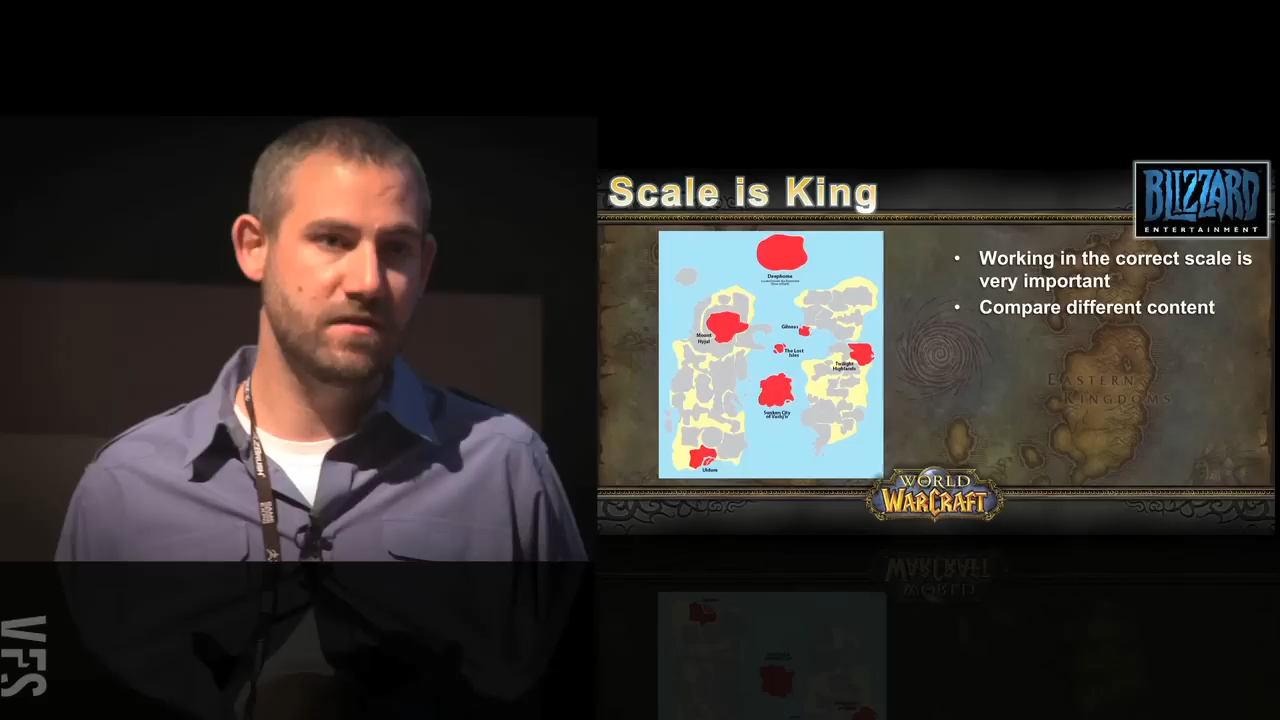 Scale is King
BLIZZARD
ENTERTAINMENT
Working in the correct scale is
very important
Compare different content
Deepholme
Mount
Hyjal
Gilneas
The Lost
Isles
Twilight
Highlands
Sunken City
of Vashj'ir
Uldum
EASTERN
KINGDOMS
WORLD
WARCRAFT
VFS